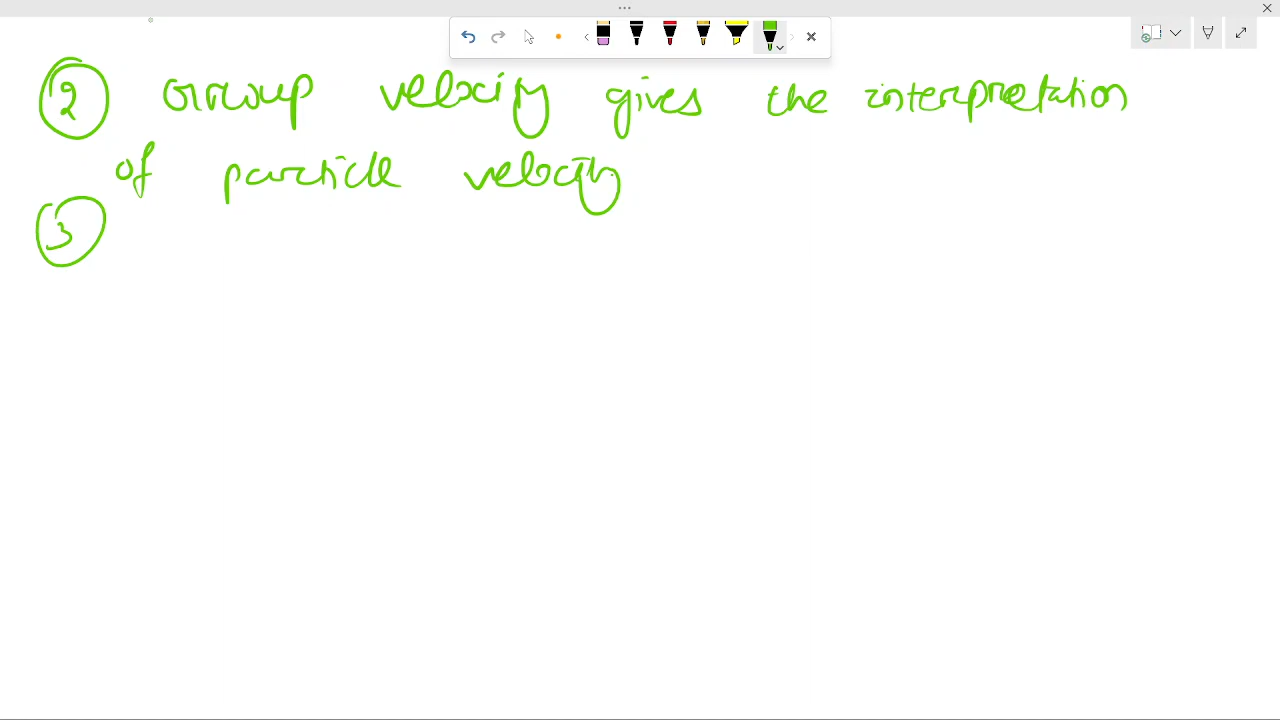 ② Group velocity gives the interpretation
of particle velocity
③